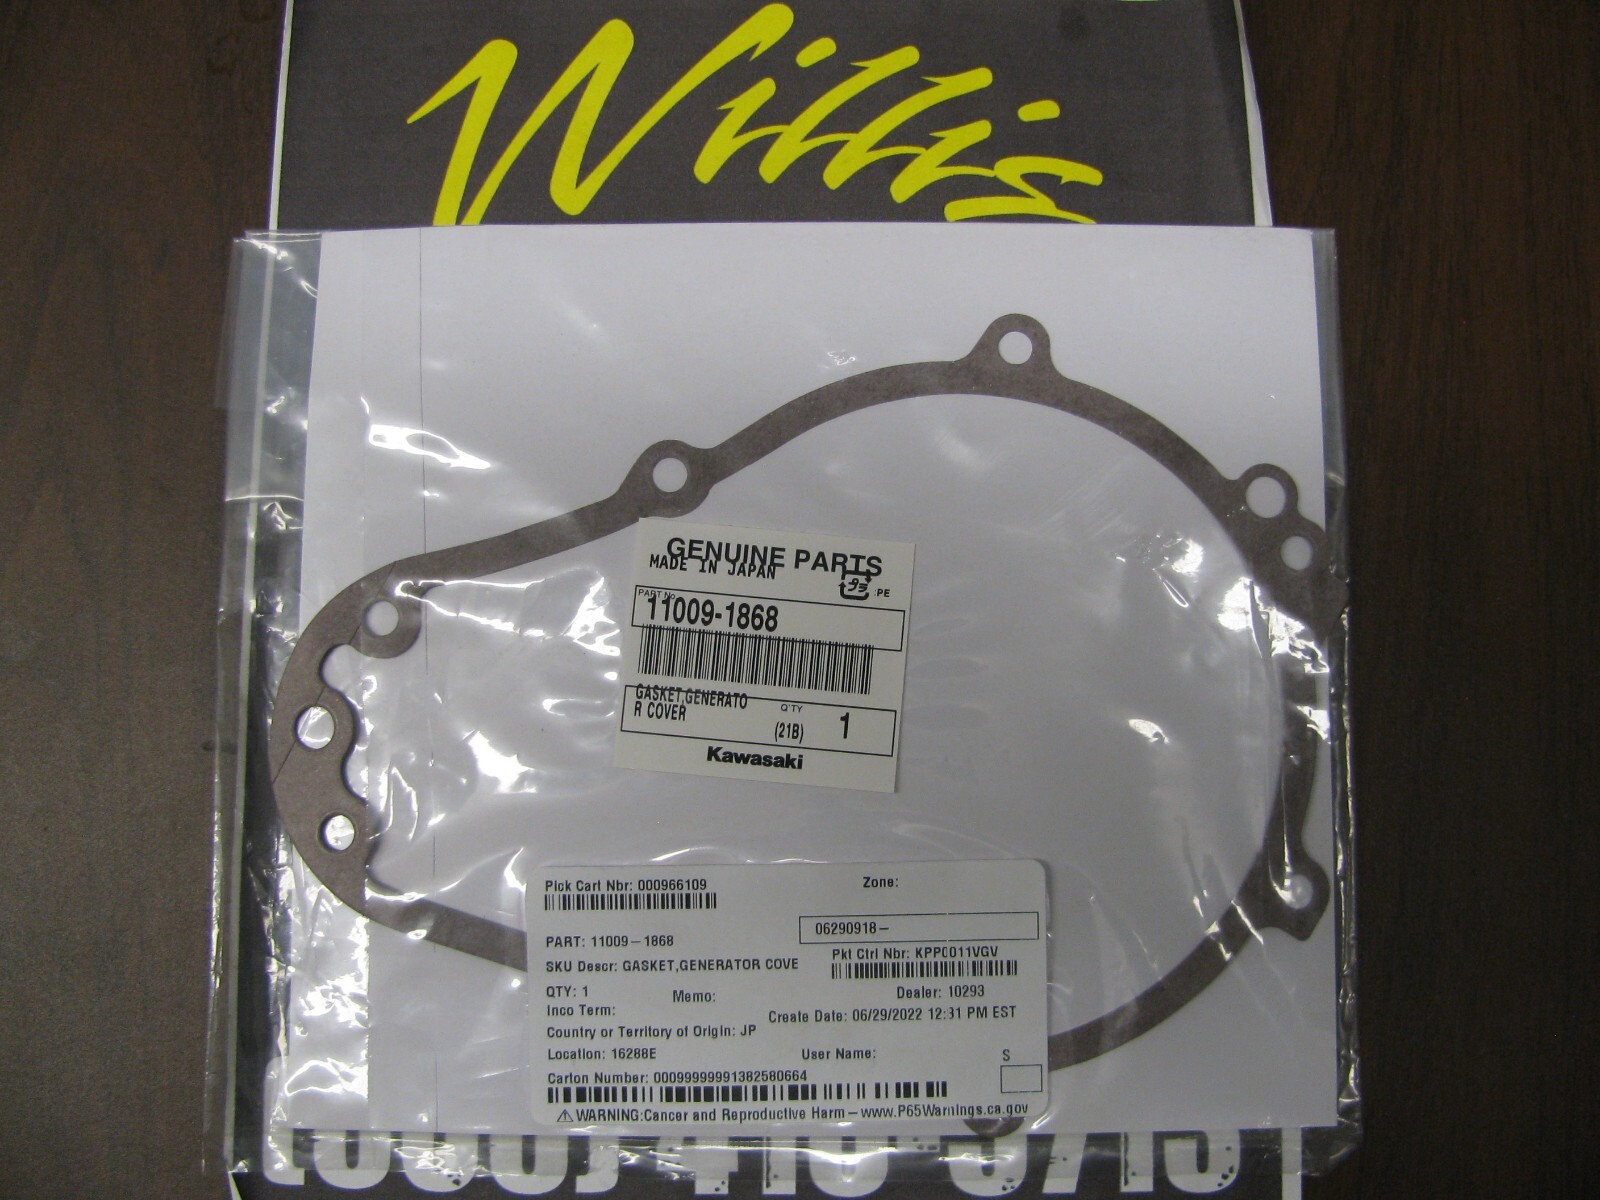 Willis
GENUINE PARTS
MADE IN JAPAN
PE
PART No.
11009-1868
GASKET,GENERATO
R COVER
Q'TY
(21B)
1
Kawasaki
Pick Cart Nbr: 000966109
Zone:
06290918-
PART: 11009-1868
Pkt Ctrl Nbr: KPP0011VGV
SKU Descr: GASKET,GENERATOR COVE
QTY: 1
Memo:
Dealer: 10293
Inco Term:
Create Date: 06/29/2022 12:31 PM EST
Country or Territory of Origin: JP
Location: 16288E
User Name:
S
Carton Number: 00099999991382580664
⚠WARNING:Cancer and Reproductive Harm-www.P65Warnings.ca.gov